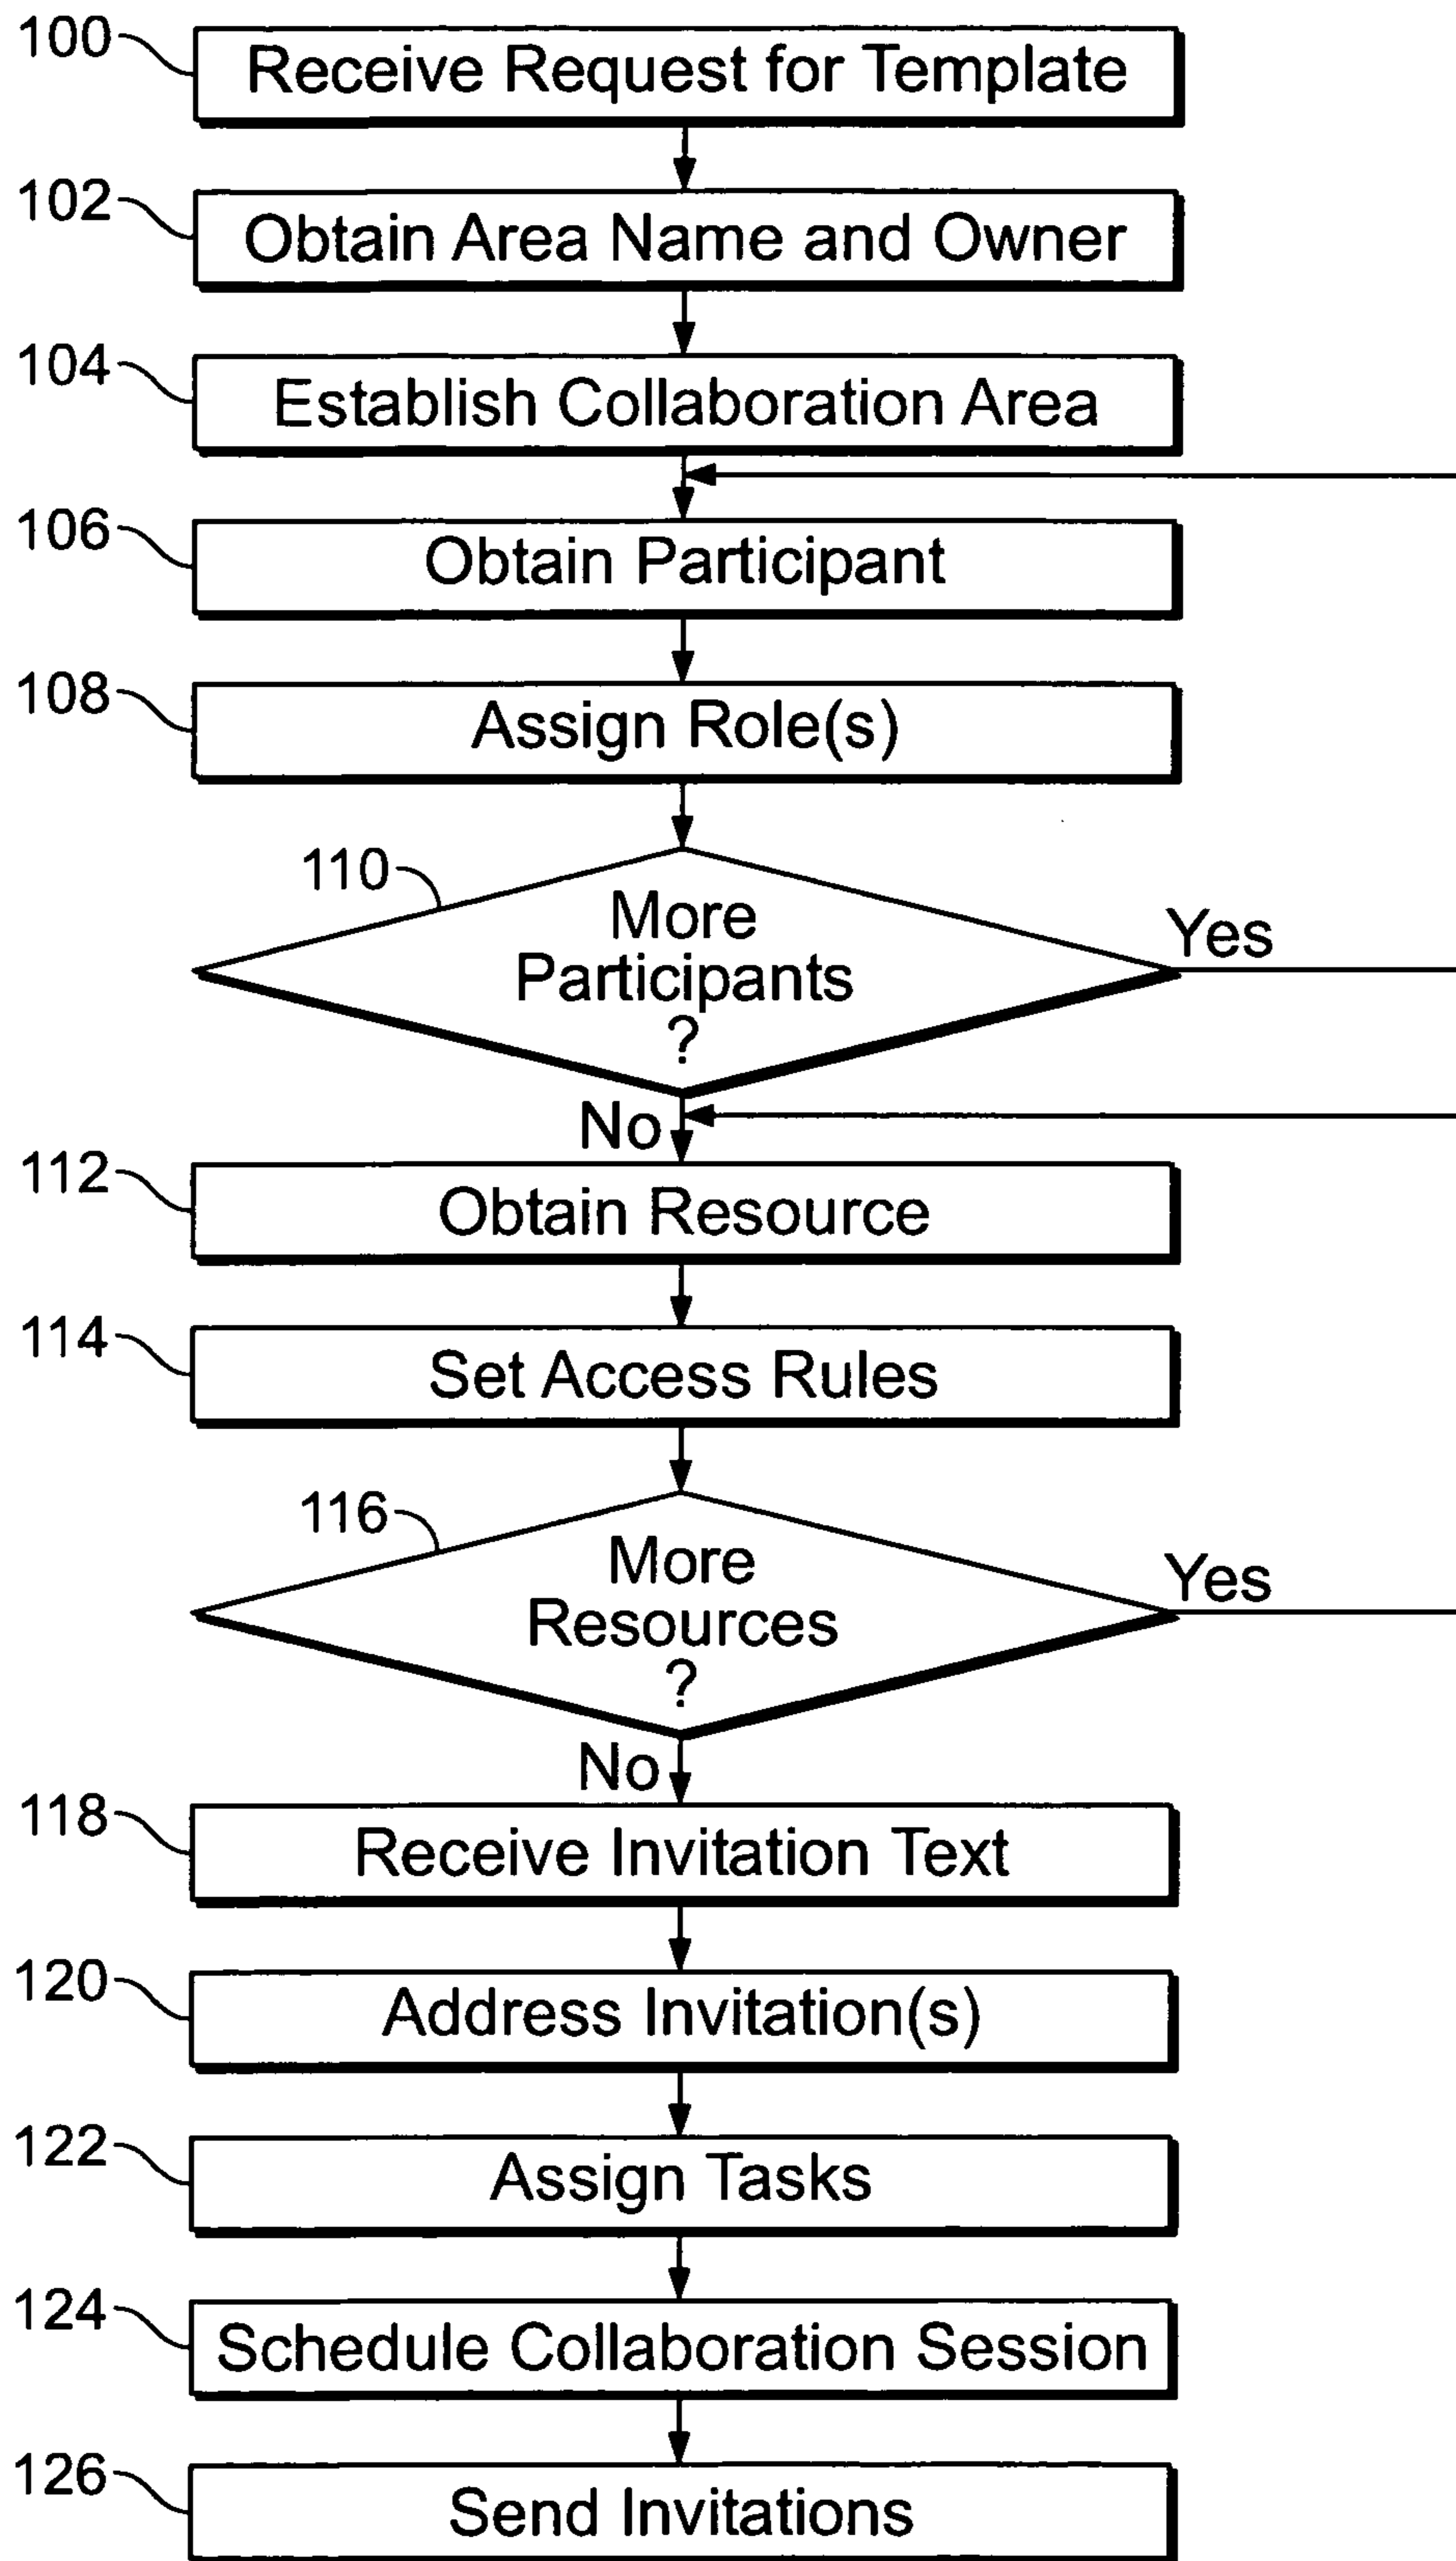 100
Receive Request for Template
102
Obtain Area Name and Owner
104
Establish Collaboration Area
106
Obtain Participant
108
Assign Role(s)
110
More
Participants
?
Yes
No
112
Obtain Resource
114
Set Access Rules
116
More
Resources
?
Yes
No
118
Receive Invitation Text
120
Address Invitation(s)
122
Assign Tasks
124
Schedule Collaboration Session
126
Send Invitations